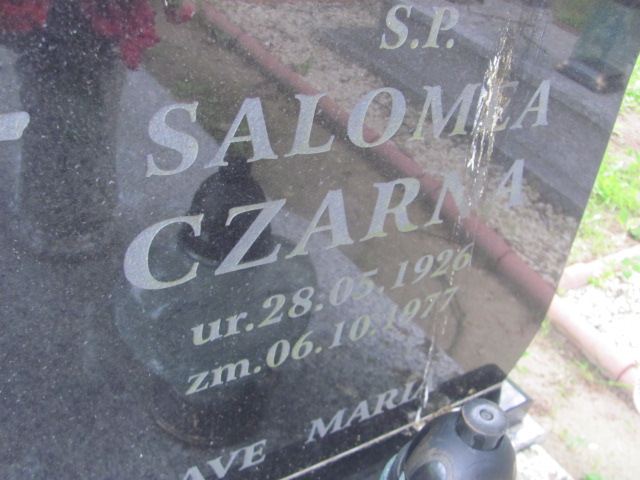 S.P.
SALOMEA
CZARNA
ur.28.05.1926
zm.06.10.1977
AVE MARIA